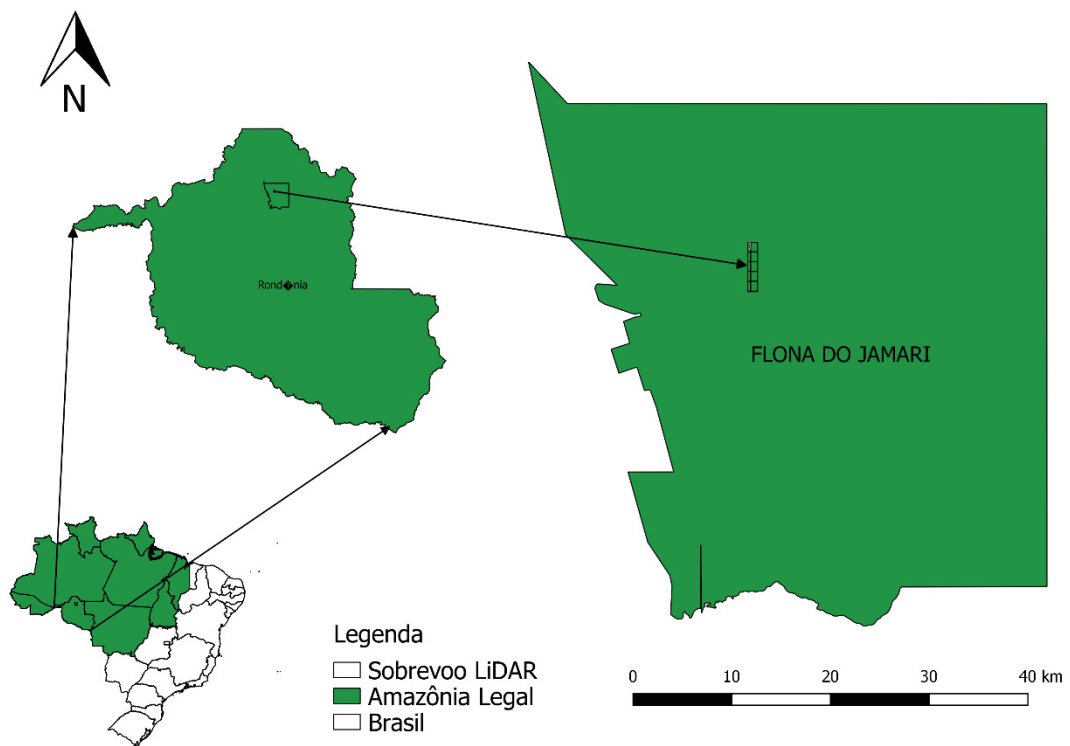 N
Rond�nia
FLONA DO JAMARI
Legenda
Sobrevoo LiDAR
Amazônia Legal
Brasil
0 10 20 30 40 km